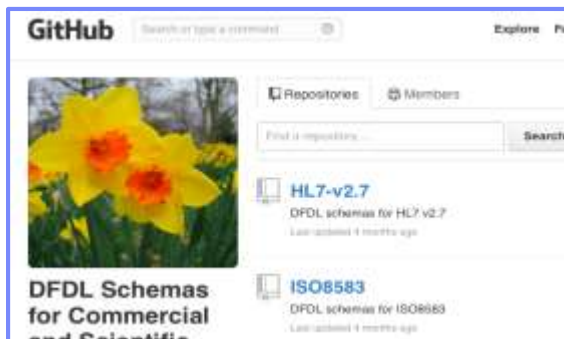 GitHub
Search or type a command
Explore
Repositories
Members
Find a repository...
Search
HL7-v2.7
DFDL schemas for HL7 v2.7
Last updated 4 months ago
ISO8583
DFDL schemas for ISO8583
Last updated 4 months ago
DFDL Schemas
for Commercial
and Scientific